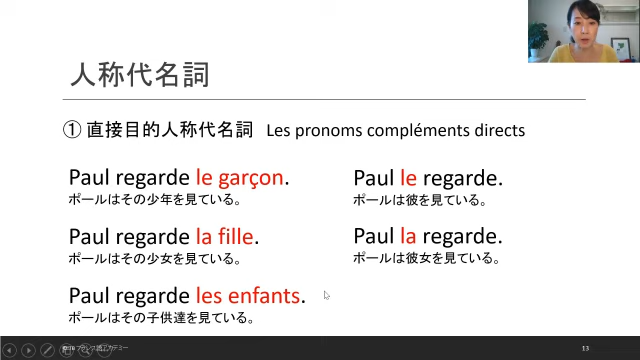 人称代名詞
① 直接目的人称代名詞 Les pronoms compléments directs
Paul regarde le garçon.
ポールはその少年を見ている。
Paul le regarde.
ポールは彼を見ている。
Paul regarde la fille.
ポールはその少女を見ている。
Paul la regarde.
ポールは彼女を見ている。
Paul regarde les enfants.
ポールはその子供達を見ている。
13